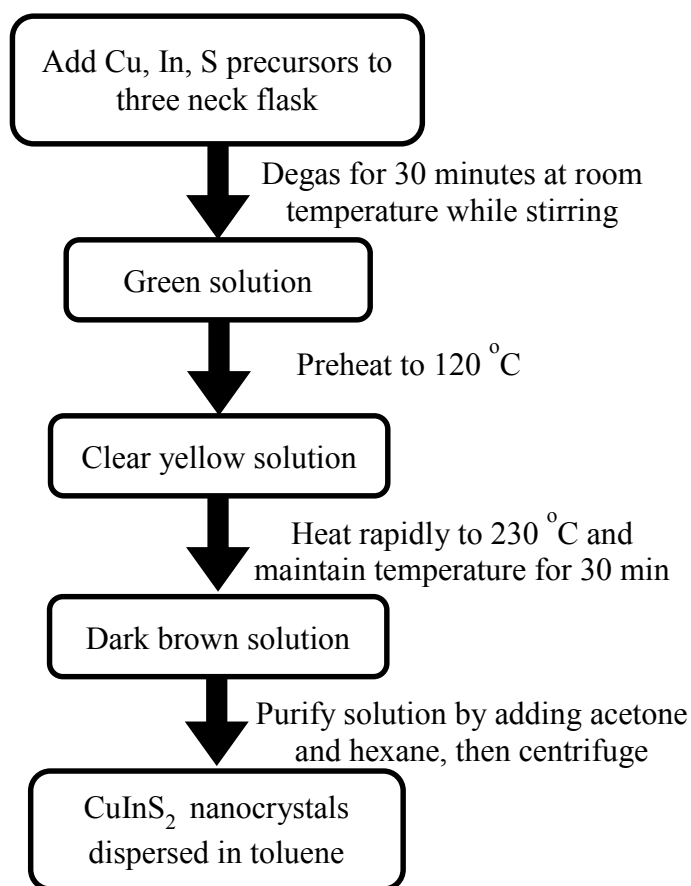 Add Cu, In, S precursors to
three neck flask
Degas for 30 minutes at room
temperature while stirring
Green solution
Preheat to 120 °C
Clear yellow solution
Heat rapidly to 230 °C and
maintain temperature for 30 min
Dark brown solution
Purify solution by adding acetone
and hexane, then centrifuge
CuInS₂ nanocrystals
dispersed in toluene